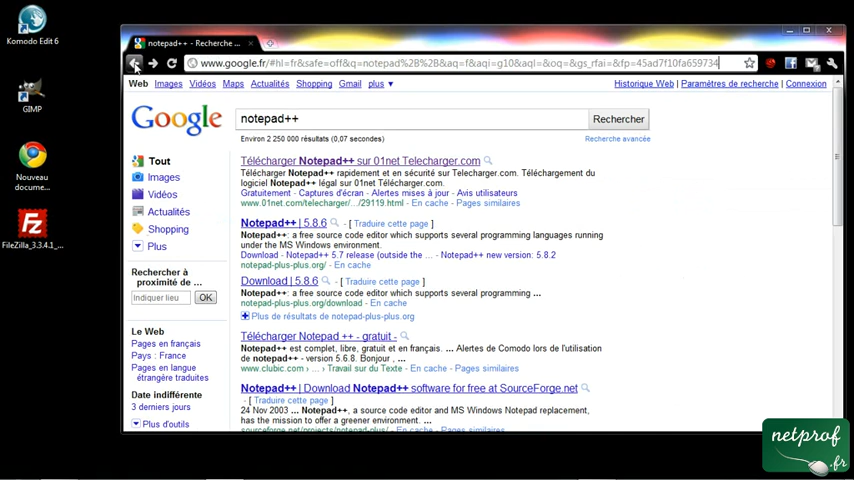 Komodo Edit 6
GIMP
Nouveau
docume...
FileZilla_3.3.4.1_...
notepad++ - Recherche ...
www.google.fr/#hl=fr&safe=off&q=notepad%2B%2B&aq=f&aqi=g10&aql=&oq=&gs_rfai=&fp=45ad7f10fa659734
Web Images Vidéos Maps Actualités Shopping Gmail plus ▼
Historique Web | Paramètres de recherche | Connexion
Google
notepad++
Rechercher
Environ 2 250 000 résultats (0,07 secondes)
Recherche avancée
Tout
Images
Vidéos
Actualités
Shopping
Plus
Rechercher à
proximité de ...
Indiquer lieu
OK
Le Web
Pages en français
Pays : France
Pages en langue
étrangère traduites
Date indifférente
3 derniers jours
Plus d'outils
Télécharger Notepad++ sur 01net Telecharger.com
Télécharger Notepad++ rapidement et en sécurité sur Telecharger.com. Téléchargement du
logiciel Notepad++ légal sur 01net.com.
Gratuitement - Captures d'écran - Alertes mises à jour - Avis utilisateurs
www.01net.com/telecharger/.../29119.html - En cache - Pages similaires
Notepad++ | 5.8.6 - [ Traduire cette page ]
Notepad++: a free source code editor which supports several programming languages running
under the MS Windows environment.
Download - Notepad++ 5.7 release (outside the ... - Notepad++ new version: 5.8.2
notepad-plus-plus.org/ - En cache
Download | 5.8.6 - [ Traduire cette page ]
Notepad++: a free source code editor which supports several programming ...
notepad-plus-plus.org/download - En cache
Plus de résultats de notepad-plus-plus.org
Télécharger Notepad ++ - gratuit -
Notepad++ est complet, libre, gratuit et en français. ... Alertes de Comodo lors de l'utilisation
de notepad++ - version 5.6.8. Bonjour , ...
www.clubic.com › ... › Travail sur du Texte - En cache - Pages similaires
Notepad++ | Download Notepad++ software for free at SourceForge.net
- [ Traduire cette page ]
24 Nov 2003 ... Notepad++, a source code editor and MS Windows Notepad replacement,
has the mission to offer a greener environment. ...
sourceforge.net/projects/notepad-plus/ - En cache - Pages similaires
netprof
.fr